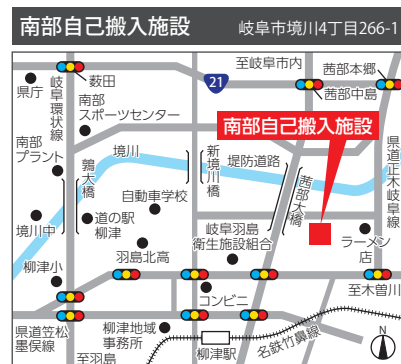 南部自己搬入施設 岐阜市境川4丁目266-1
至岐阜市内
茜部本郷
薮田
21
県庁
岐阜環状線
茜部中島
南部
スポーツセンター
南部自己搬入施設
南部
プラント
鶉大橋
境川
新境川橋
堤防道路
茜部大橋
県道正木岐阜線
自動車学校
境川中
道の駅
柳津
岐阜羽島
衛生施設組合
ラーメン
店
羽島北高
柳津小
コンビニ
至木曽川
県道笠松
墨俣線
柳津地域
事務所
名鉄竹鼻線
N
至羽島
柳津駅